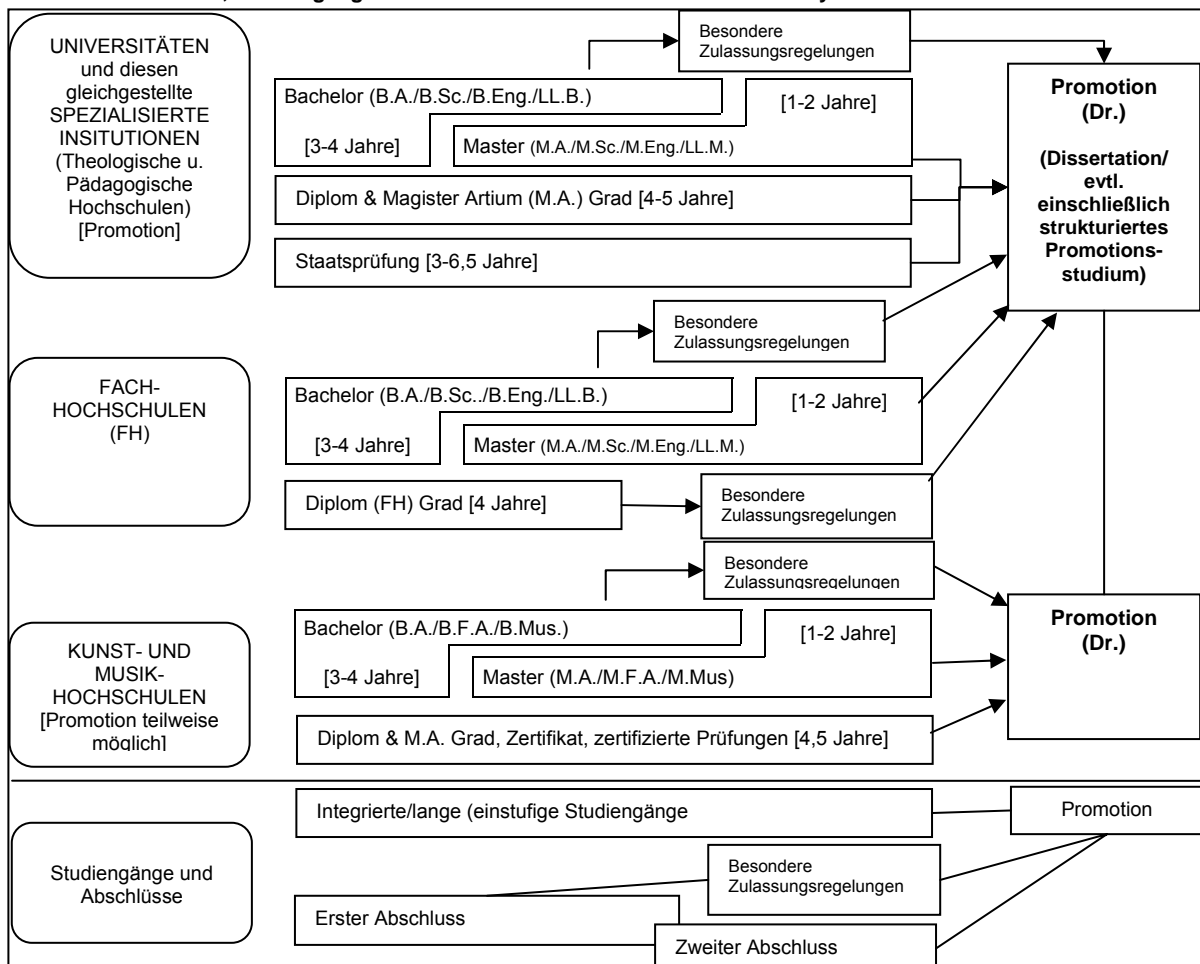 UNIVERSITÄTEN
und diesen
gleichgestellte
SPEZIALISIERTE
INSITUTIONEN
(Theologische u.
Pädagogische
Hochschulen)
[Promotion]
Besondere
Zulassungsregelungen
Bachelor (B.A./B.Sc./B.Eng./LL.B.)
[3-4 Jahre]
[1-2 Jahre]
Master (M.A./M.Sc./M.Eng./LL.M.)
Diplom & Magister Artium (M.A.) Grad [4-5 Jahre]
Staatsprüfung [3-6,5 Jahre]
Promotion
(Dr.)
(Dissertation/
evtl.
einschließlich
strukturiertes
Promotions-
studium)
FACH-
HOCHSCHULEN
(FH)
Besondere
Zulassungsregelungen
Bachelor (B.A./B.Sc../B.Eng./LL.B.)
[3-4 Jahre]
[1-2 Jahre]
Master (M.A./M.Sc./M.Eng./LL.M.)
Diplom (FH) Grad [4 Jahre]
Besondere
Zulassungsregelungen
KUNST- UND
MUSIK-
HOCHSCHULEN
[Promotion teilweise
möglich]
Besondere
Zulassungsregelungen
Bachelor (B.A./B.F.A./B.Mus.)
[3-4 Jahre]
[1-2 Jahre]
Master (M.A./M.F.A./M.Mus)
Diplom & M.A. Grad, Zertifikat, zertifizierte Prüfungen [4,5 Jahre]
Promotion
(Dr.)
Studiengänge und
Abschlüsse
Integrierte/lange (einstufige Studiengänge
Promotion
Besondere
Zulassungsregelungen
Erster Abschluss
Zweiter Abschluss